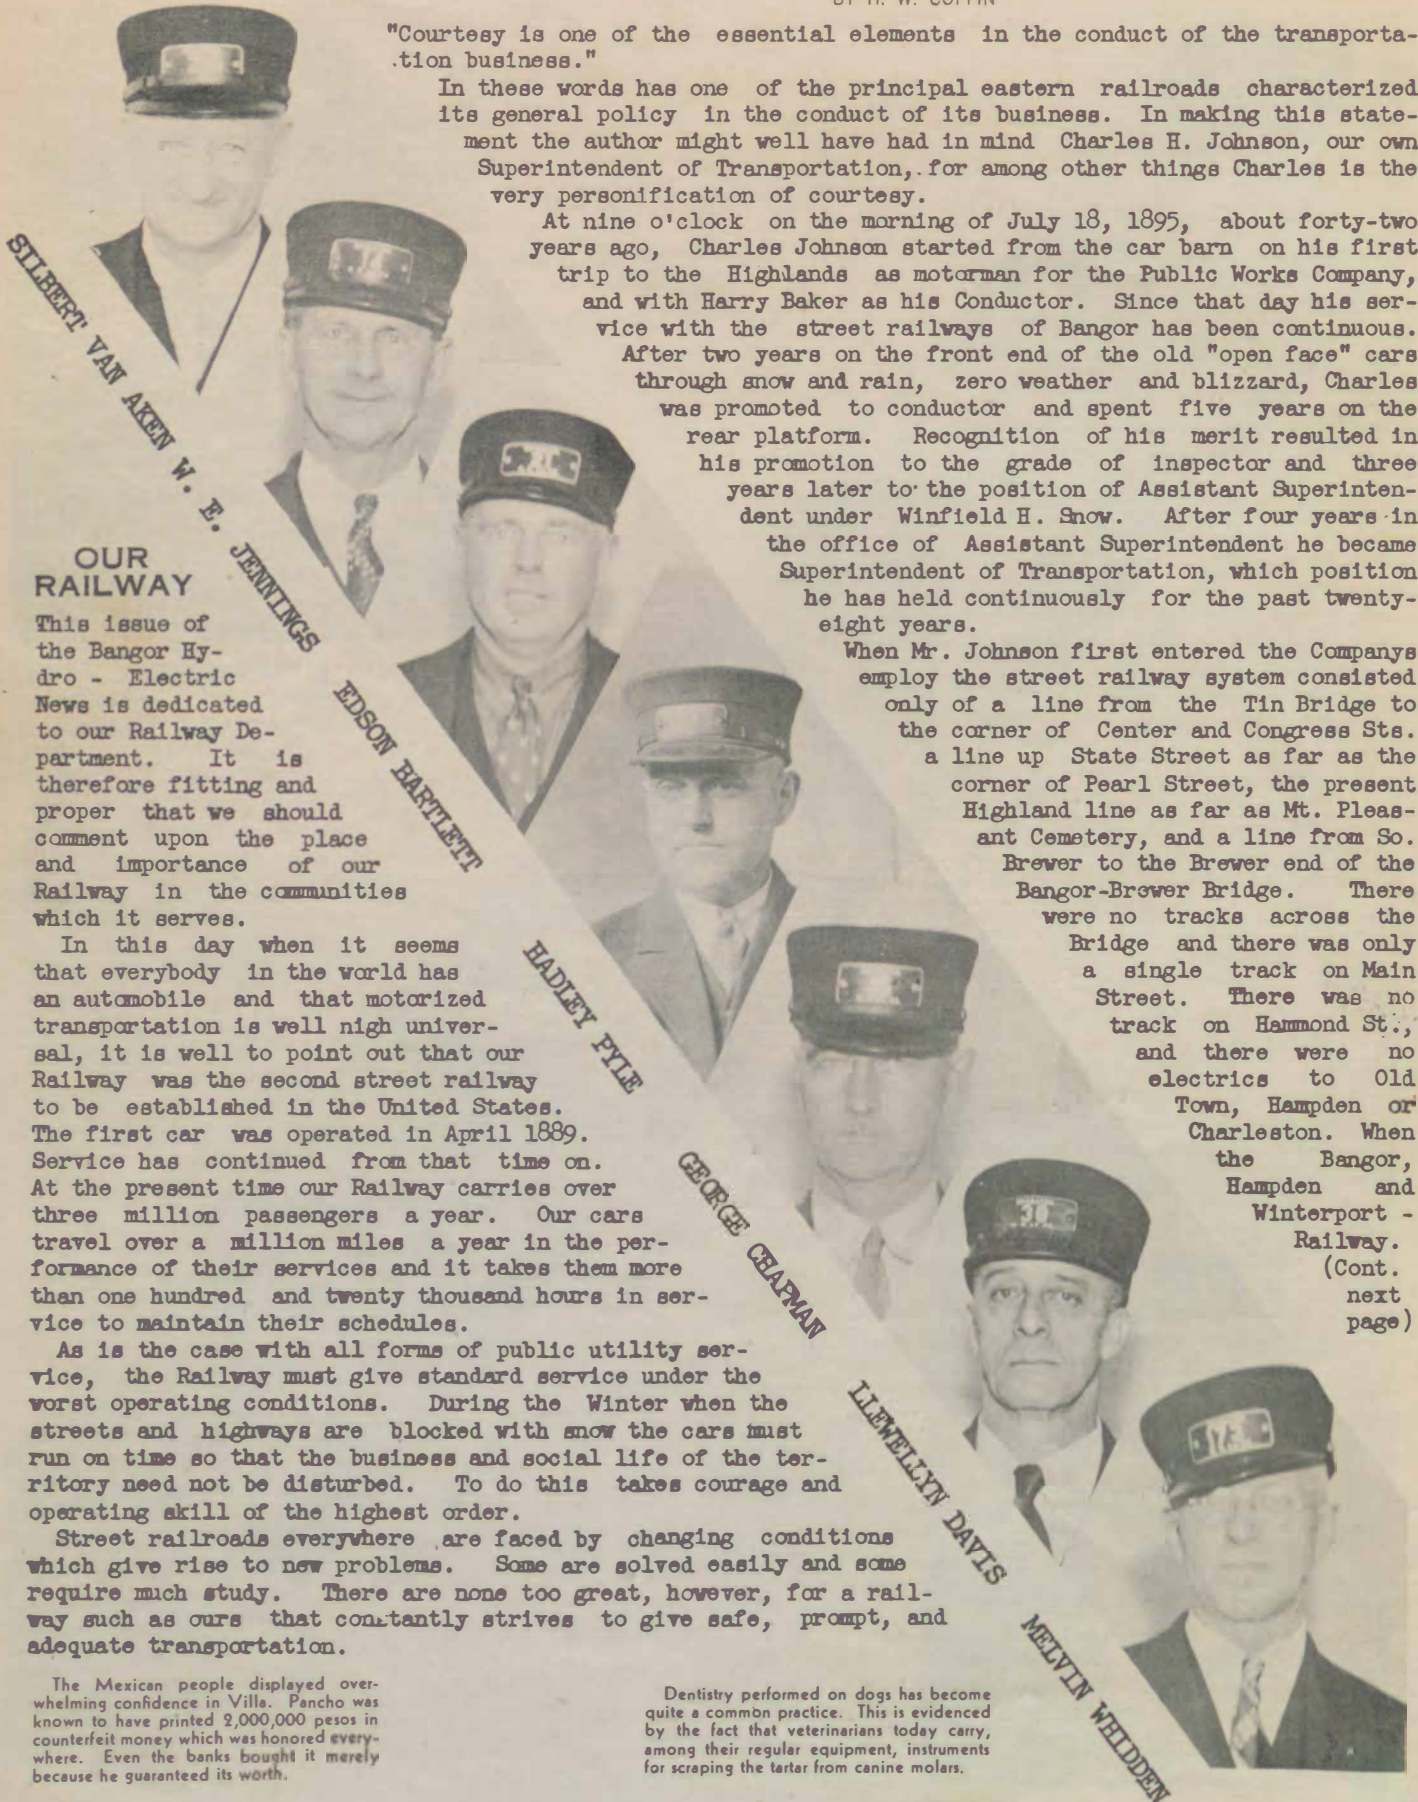 BY H. W. COFFIN
"Courtesy is one of the essential elements in the conduct of the transporta-
.tion business."
In these words has one of the principal eastern railroads characterized
its general policy in the conduct of its business. In making this state-
ment the author might well have had in mind Charles H. Johnson, our own
Superintendent of Transportation, for among other things Charles is the
very personification of courtesy.
At nine o'clock on the morning of July 18, 1895, about forty-two
years ago, Charles Johnson started from the car barn on his first
trip to the Highlands as motorman for the Public Works Company,
and with Harry Baker as his Conductor. Since that day his ser-
vice with the street railways of Bangor has been continuous.
After two years on the front end of the old "open face" cars
through snow and rain, zero weather and blizzard, Charles
was promoted to conductor and spent five years on the
rear platform. Recognition of his merit resulted in
his promotion to the grade of inspector and three
years later to the position of Assistant Superinten-
dent under Winfield H. Snow. After four years in
the office of Assistant Superintendent he became
Superintendent of Transportation, which position
he has held continuously for the past twenty-
eight years.
When Mr. Johnson first entered the Companys
employ the street railway system consisted
only of a line from the Tin Bridge to
the corner of Center and Congress Sts.
a line up State Street as far as the
corner of Pearl Street, the present
Highland line as far as Mt. Pleas-
ant Cemetery, and a line from So.
Brewer to the Brewer end of the
Bangor-Brewer Bridge. There
were no tracks across the
Bridge and there was only
a single track on Main
Street. There was no
track on Hammond St.,
and there were no
electrics to Old
Town, Hampden or
Charleston. When
the Bangor,
Hampden and
Winterport -
Railway.
(Cont.
next
page)
SILBERT VAN AKEN
W. E. JENNINGS
EDSON BARTLETT
HADLEY PYLE
GEORGE CHAPMAN
LLEWELLYN DAVIS
MELVIN WHIDDEN
30
OUR
RAILWAY
This issue of
the Bangor Hy-
dro - Electric
News is dedicated
to our Railway De-
partment. It is
therefore fitting and
proper that we should
comment upon the place
and importance of our
Railway in the communities
which it serves.
In this day when it seems
that everybody in the world has
an automobile and that motorized
transportation is well nigh univer-
sal, it is well to point out that our
Railway was the second street railway
to be established in the United States.
The first car was operated in April 1889.
Service has continued from that time on.
At the present time our Railway carries over
three million passengers a year. Our cars
travel over a million miles a year in the per-
formance of their services and it takes them more
than one hundred and twenty thousand hours in ser-
vice to maintain their schedules.
As is the case with all forms of public utility ser-
vice, the Railway must give standard service under the
worst operating conditions. During the Winter when the
streets and highways are blocked with snow the cars must
run on time so that the business and social life of the ter-
ritory need not be disturbed. To do this takes courage and
operating skill of the highest order.
Street railroads everywhere are faced by changing conditions
which give rise to new problems. Some are solved easily and some
require much study. There are none too great, however, for a rail-
way such as ours that constantly strives to give safe, prompt, and
adequate transportation.
The Mexican people displayed over-
whelming confidence in Villa. Pancho was
known to have printed 2,000,000 pesos in
counterfeit money which was honored every-
where. Even the banks bought it merely
because he guaranteed its worth.
Dentistry performed on dogs has become
quite a common practice. This is evidenced
by the fact that veterinarians today carry,
among their regular equipment, instruments
for scraping the tartar from canine molars.